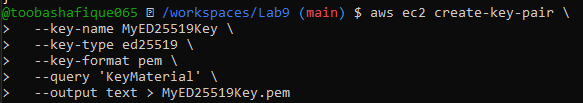 @toobashafique065 /workspaces/Lab9 (main) $ aws ec2 create-key-pair \
> --key-name MyED25519Key \
> --key-type ed25519 \
> --key-format pem \
> --query 'KeyMaterial' \
> --output text > MyED25519Key.pem